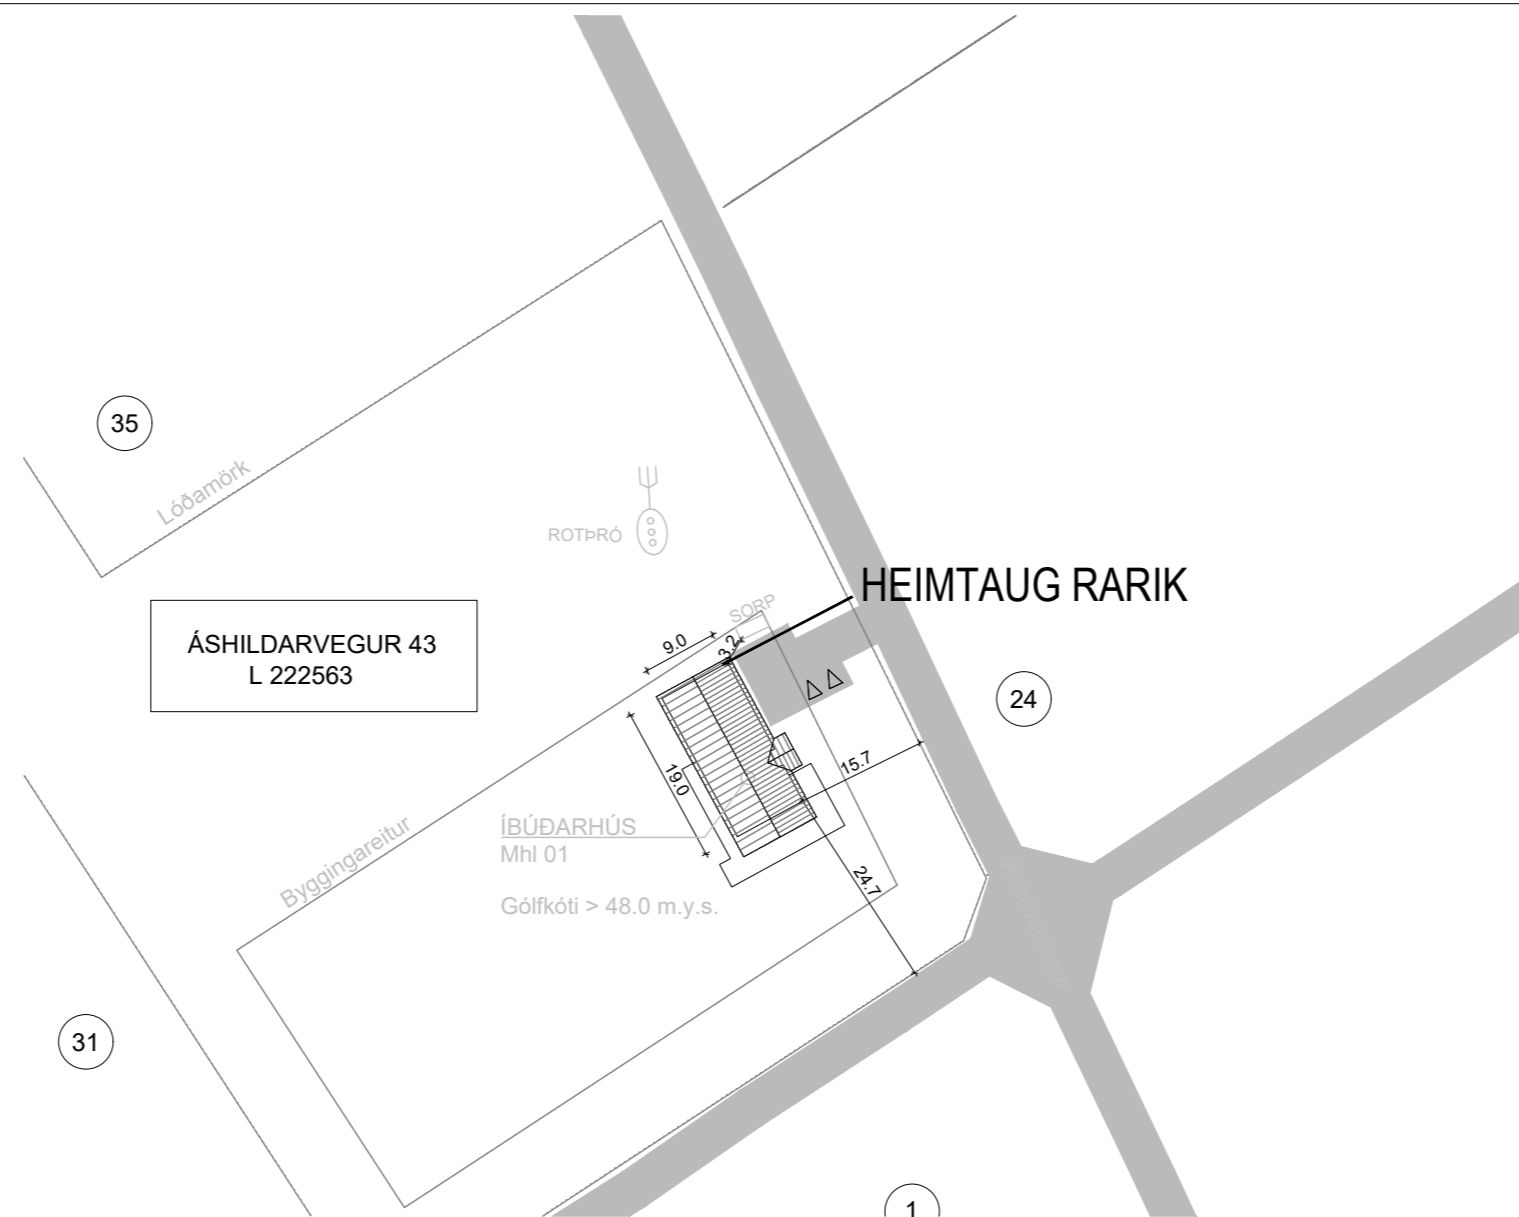 35
Lóðamörk
ROTÞRÓ
HEIMTAUG RARIK
SORP
9.0
3.2
ÁSHILDARVEGUR 43
L 222563
24
19.0
15.7
Byggingareitur
ÍBÚÐARHÚS
Mhl 01
Gólfkóti > 48.0 m.y.s.
24.7
Áshildarvegur
31
1